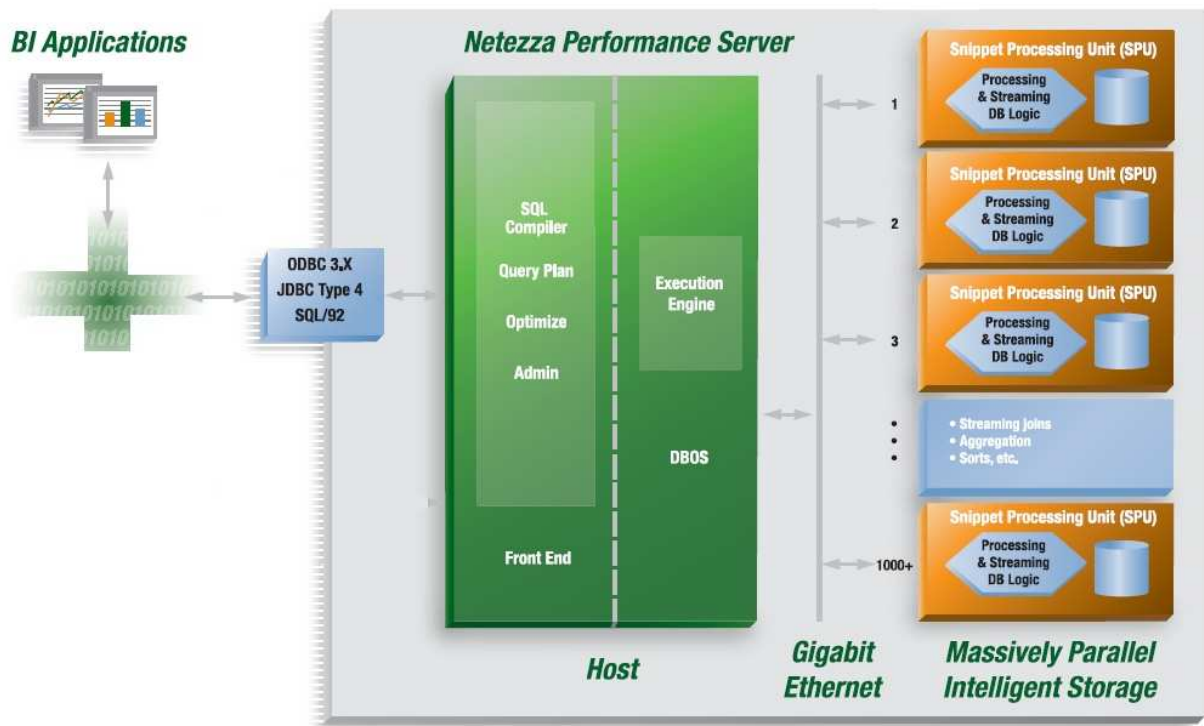 BI Applications
Netezza Performance Server
ODBC 3.X
JDBC Type 4
SQL/92
SQL
Compiler
Query Plan
Optimize
Admin
Front End
Execution
Engine
DBOS
Host
Gigabit
Ethernet
1
2
3
1000+
Snippet Processing Unit (SPU)
Processing
& Streaming
DB Logic
Snippet Processing Unit (SPU)
Processing
& Streaming
DB Logic
Snippet Processing Unit (SPU)
Processing
& Streaming
DB Logic
• Streaming joins
• Aggregation
• Sorts, etc.
Snippet Processing Unit (SPU)
Processing
& Streaming
DB Logic
Massively Parallel
Intelligent Storage